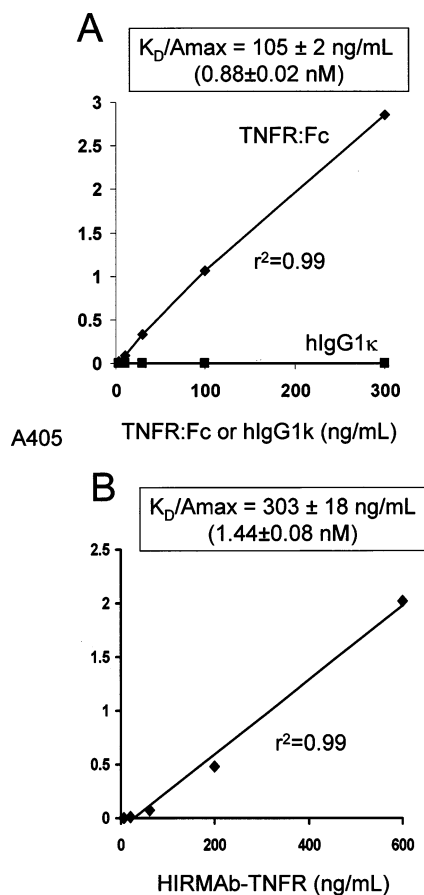 A
K_D/Amax = 105 ± 2 ng/mL
(0.88±0.02 nM)
3
2.5
2
1.5
1
0.5
0
TNFR:Fc
r²=0.99
hIgG1κ
0 100 200 300
A405
TNFR:Fc or hIgG1k (ng/mL)
B
K_D/Amax = 303 ± 18 ng/mL
(1.44±0.08 nM)
2.5
2
1.5
1
0.5
0
r²=0.99
0 200 400 600
HIRMAb-TNFR (ng/mL)